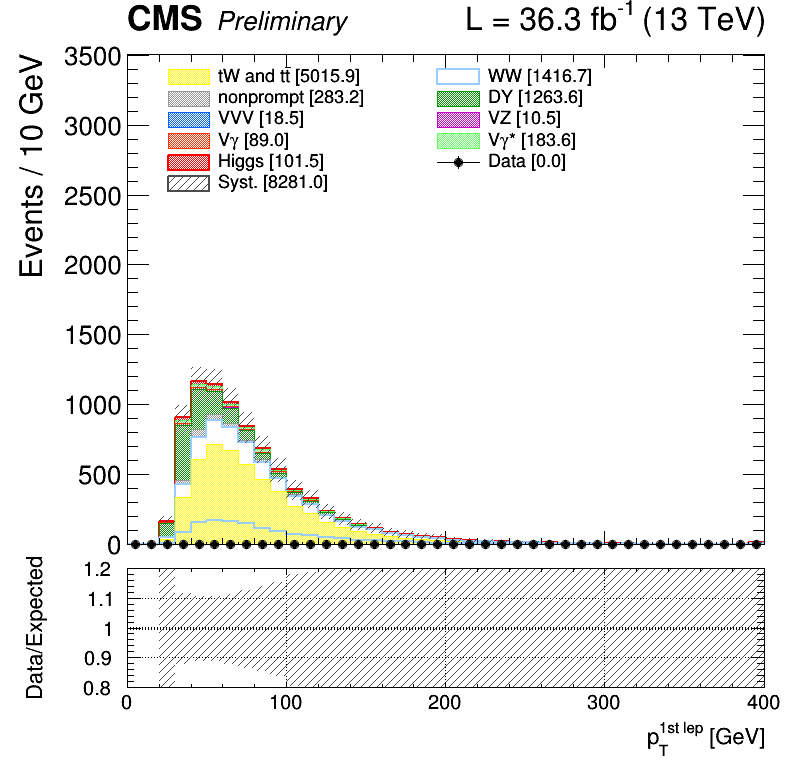 CMS Preliminary L = 36.3 fb⁻¹ (13 TeV)
Events / 10 GeV
3500
3000
2500
2000
1500
1000
500
0
tW and tt̄ [5015.9]
WW [1416.7]
nonprompt [283.2]
DY [1263.6]
VVV [18.5]
VZ [10.5]
Vγ [89.0]
Vγ* [183.6]
Higgs [101.5]
Data [0.0]
Syst. [8281.0]
Data/Expected
1.2
1.1
1
0.9
0.8
0 100 200 300 400
p_T^1st lep [GeV]